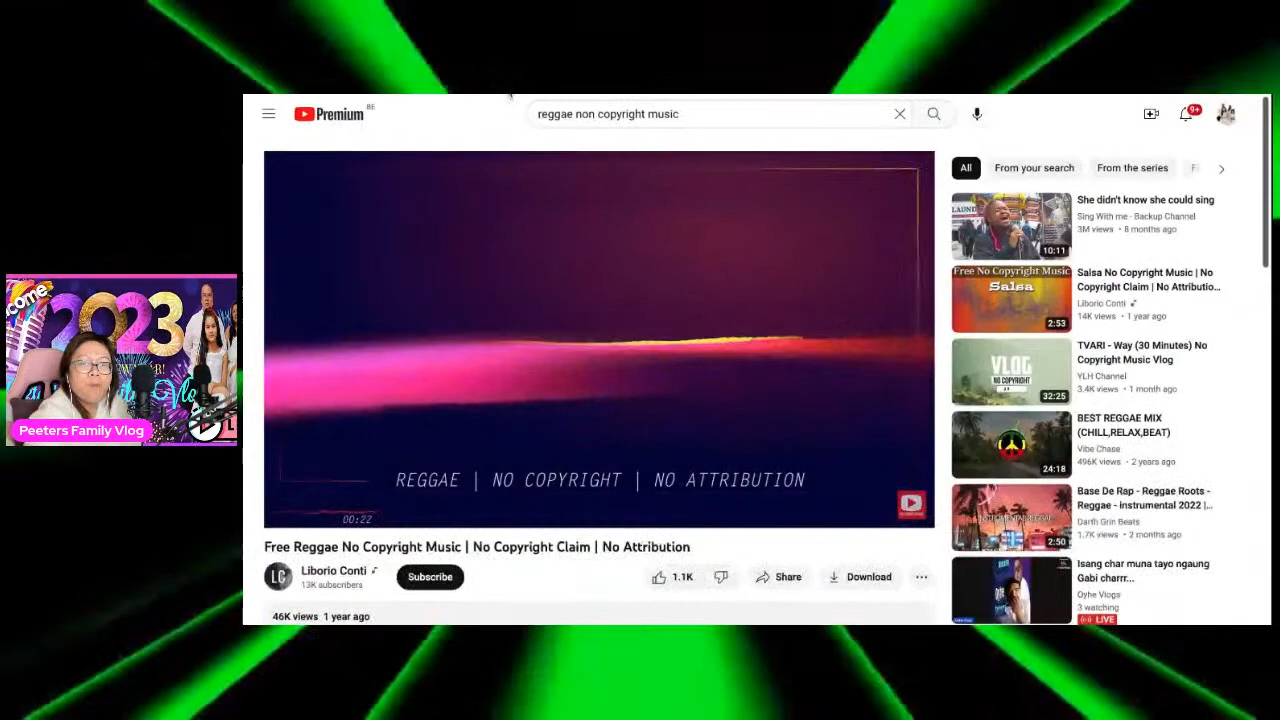 Premium BE
reggae non copyright music
9+
All
From your search
From the series
She didn't know she could sing
Sing With me - Backup Channel
3M views • 8 months ago
10:11
Free No Copyright Music
Salsa
2:53
Salsa No Copyright Music | No
Copyright Claim | No Attributio...
Liborio Conti
14K views • 1 year ago
VLOG
NO COPYRIGHT
32:25
TVARI - Way (30 Minutes) No
Copyright Music Vlog
YLH Channel
3.4K views • 1 month ago
24:18
BEST REGGAE MIX
(CHILL,RELAX,BEAT)
Vibe Chase
496K views • 2 years ago
2:50
Base De Rap - Reggae Roots -
Reggae - instrumental 2022 |...
Darth Grin Beats
1.7K views • 2 months ago
Isang char muna tayo ngaung
Gabi charrr...
Oyhe Vlogs
3 watching
LIVE
REGGAE | NO COPYRIGHT | NO ATTRIBUTION
00:22
Free Reggae No Copyright Music | No Copyright Claim | No Attribution
LC
Liborio Conti
13K subscribers
Subscribe
1.1K
Share
Download
46K views 1 year ago
come
2023
Peeters Family Vlog